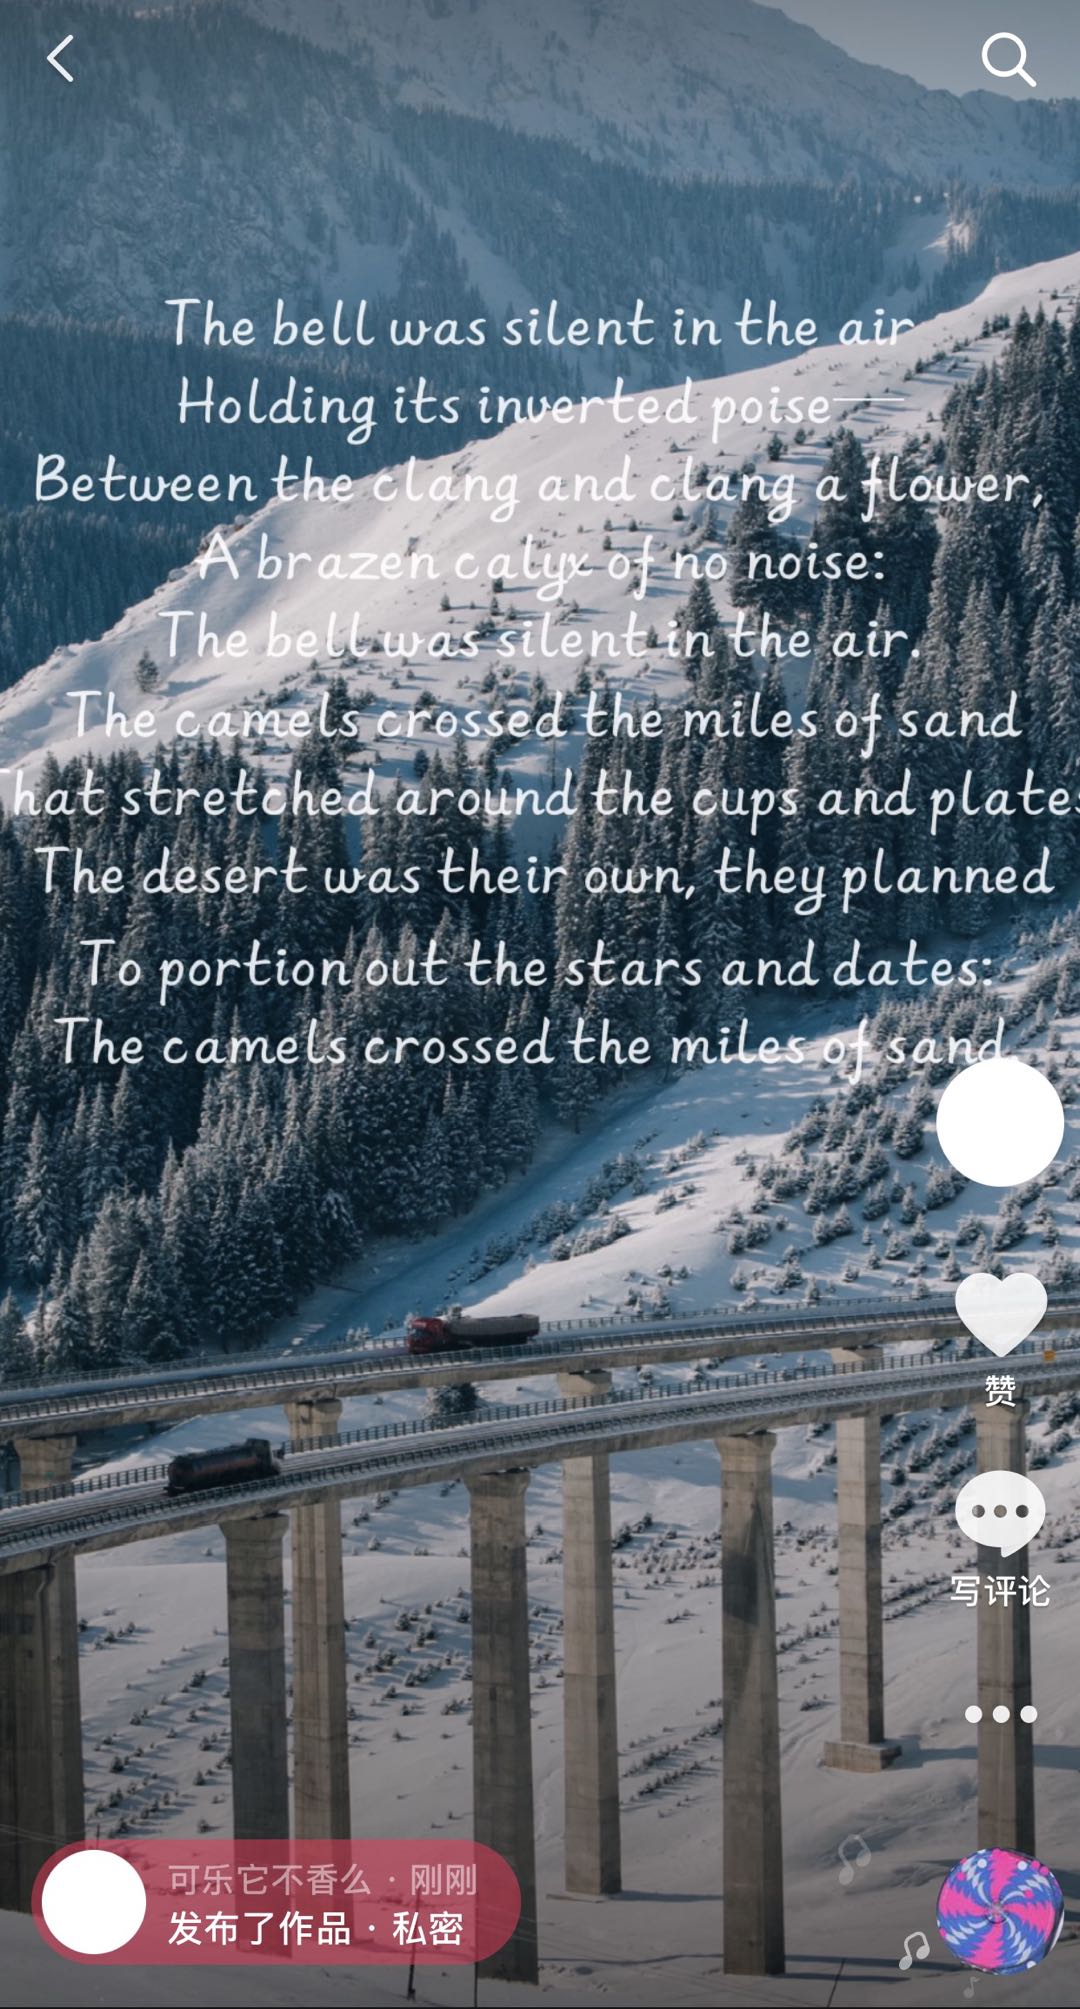 The bell was silent in the air
Holding its inverted poise—
Between the clang and clang a flower,
A brazen calyx of no noise:
The bell was silent in the air.
The camels crossed the miles of sand
That stretched around the cups and plates
The desert was their own, they planned
To portion out the stars and dates:
The camels crossed the miles of sand.
赞
写评论
可乐它不香么 · 刚刚
发布了作品 · 私密